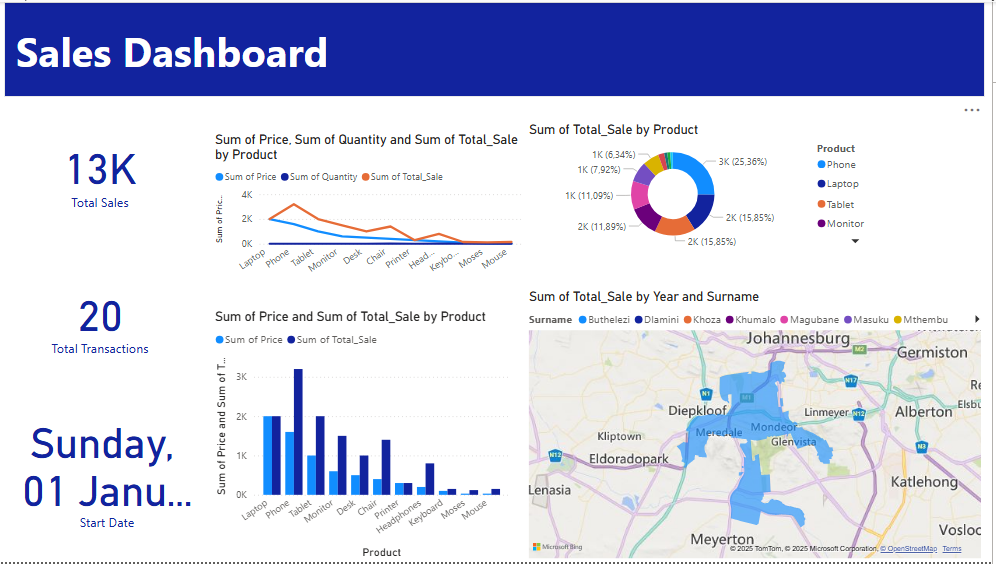 Sales Dashboard
13K
Total Sales
20
Total Transactions
Sunday,
01 Janu...
Start Date
Sum of Price, Sum of Quantity and Sum of Total_Sale
by Product
Sum of Price Sum of Quantity Sum of Total_Sale
Sum of Pric...
4K
2K
0K
Laptop
Phone
Tablet
Monitor
Desk
Chair
Printer
Head...
Keybo...
Moses
Mouse
Sum of Price and Sum of Total_Sale by Product
Sum of Price Sum of Total_Sale
Sum of Price and Sum of T...
3K
2K
1K
0K
Laptop
Phone
Tablet
Monitor
Desk
Chair
Printer
Headphones
Keyboard
Moses
Mouse
Product
Sum of Total_Sale by Product
1K (6,34%)
1K (7,92%)
1K (11,09%)
2K (11,89%)
3K (25,36%)
2K (15,85%)
2K (15,85%)
Product
Phone
Laptop
Tablet
Monitor
Sum of Total_Sale by Year and Surname
Surname Buthelezi Dlamini Khoza Khumalo Magubane Masuku Mthembu
Johannesburg
M2
Germiston
N1
N17
Diepkloof
M1
Linmeyer
N12
Alberton
Elsbu
Meredale
Mondeor
Kliptown
Glenvista
N3
N12
Eldoradopark
Katlehong
Lenasia
Vosloo
Meyerton
Microsoft Bing
© 2025 TomTom, © 2025 Microsoft Corporation, © OpenStreetMap Terms